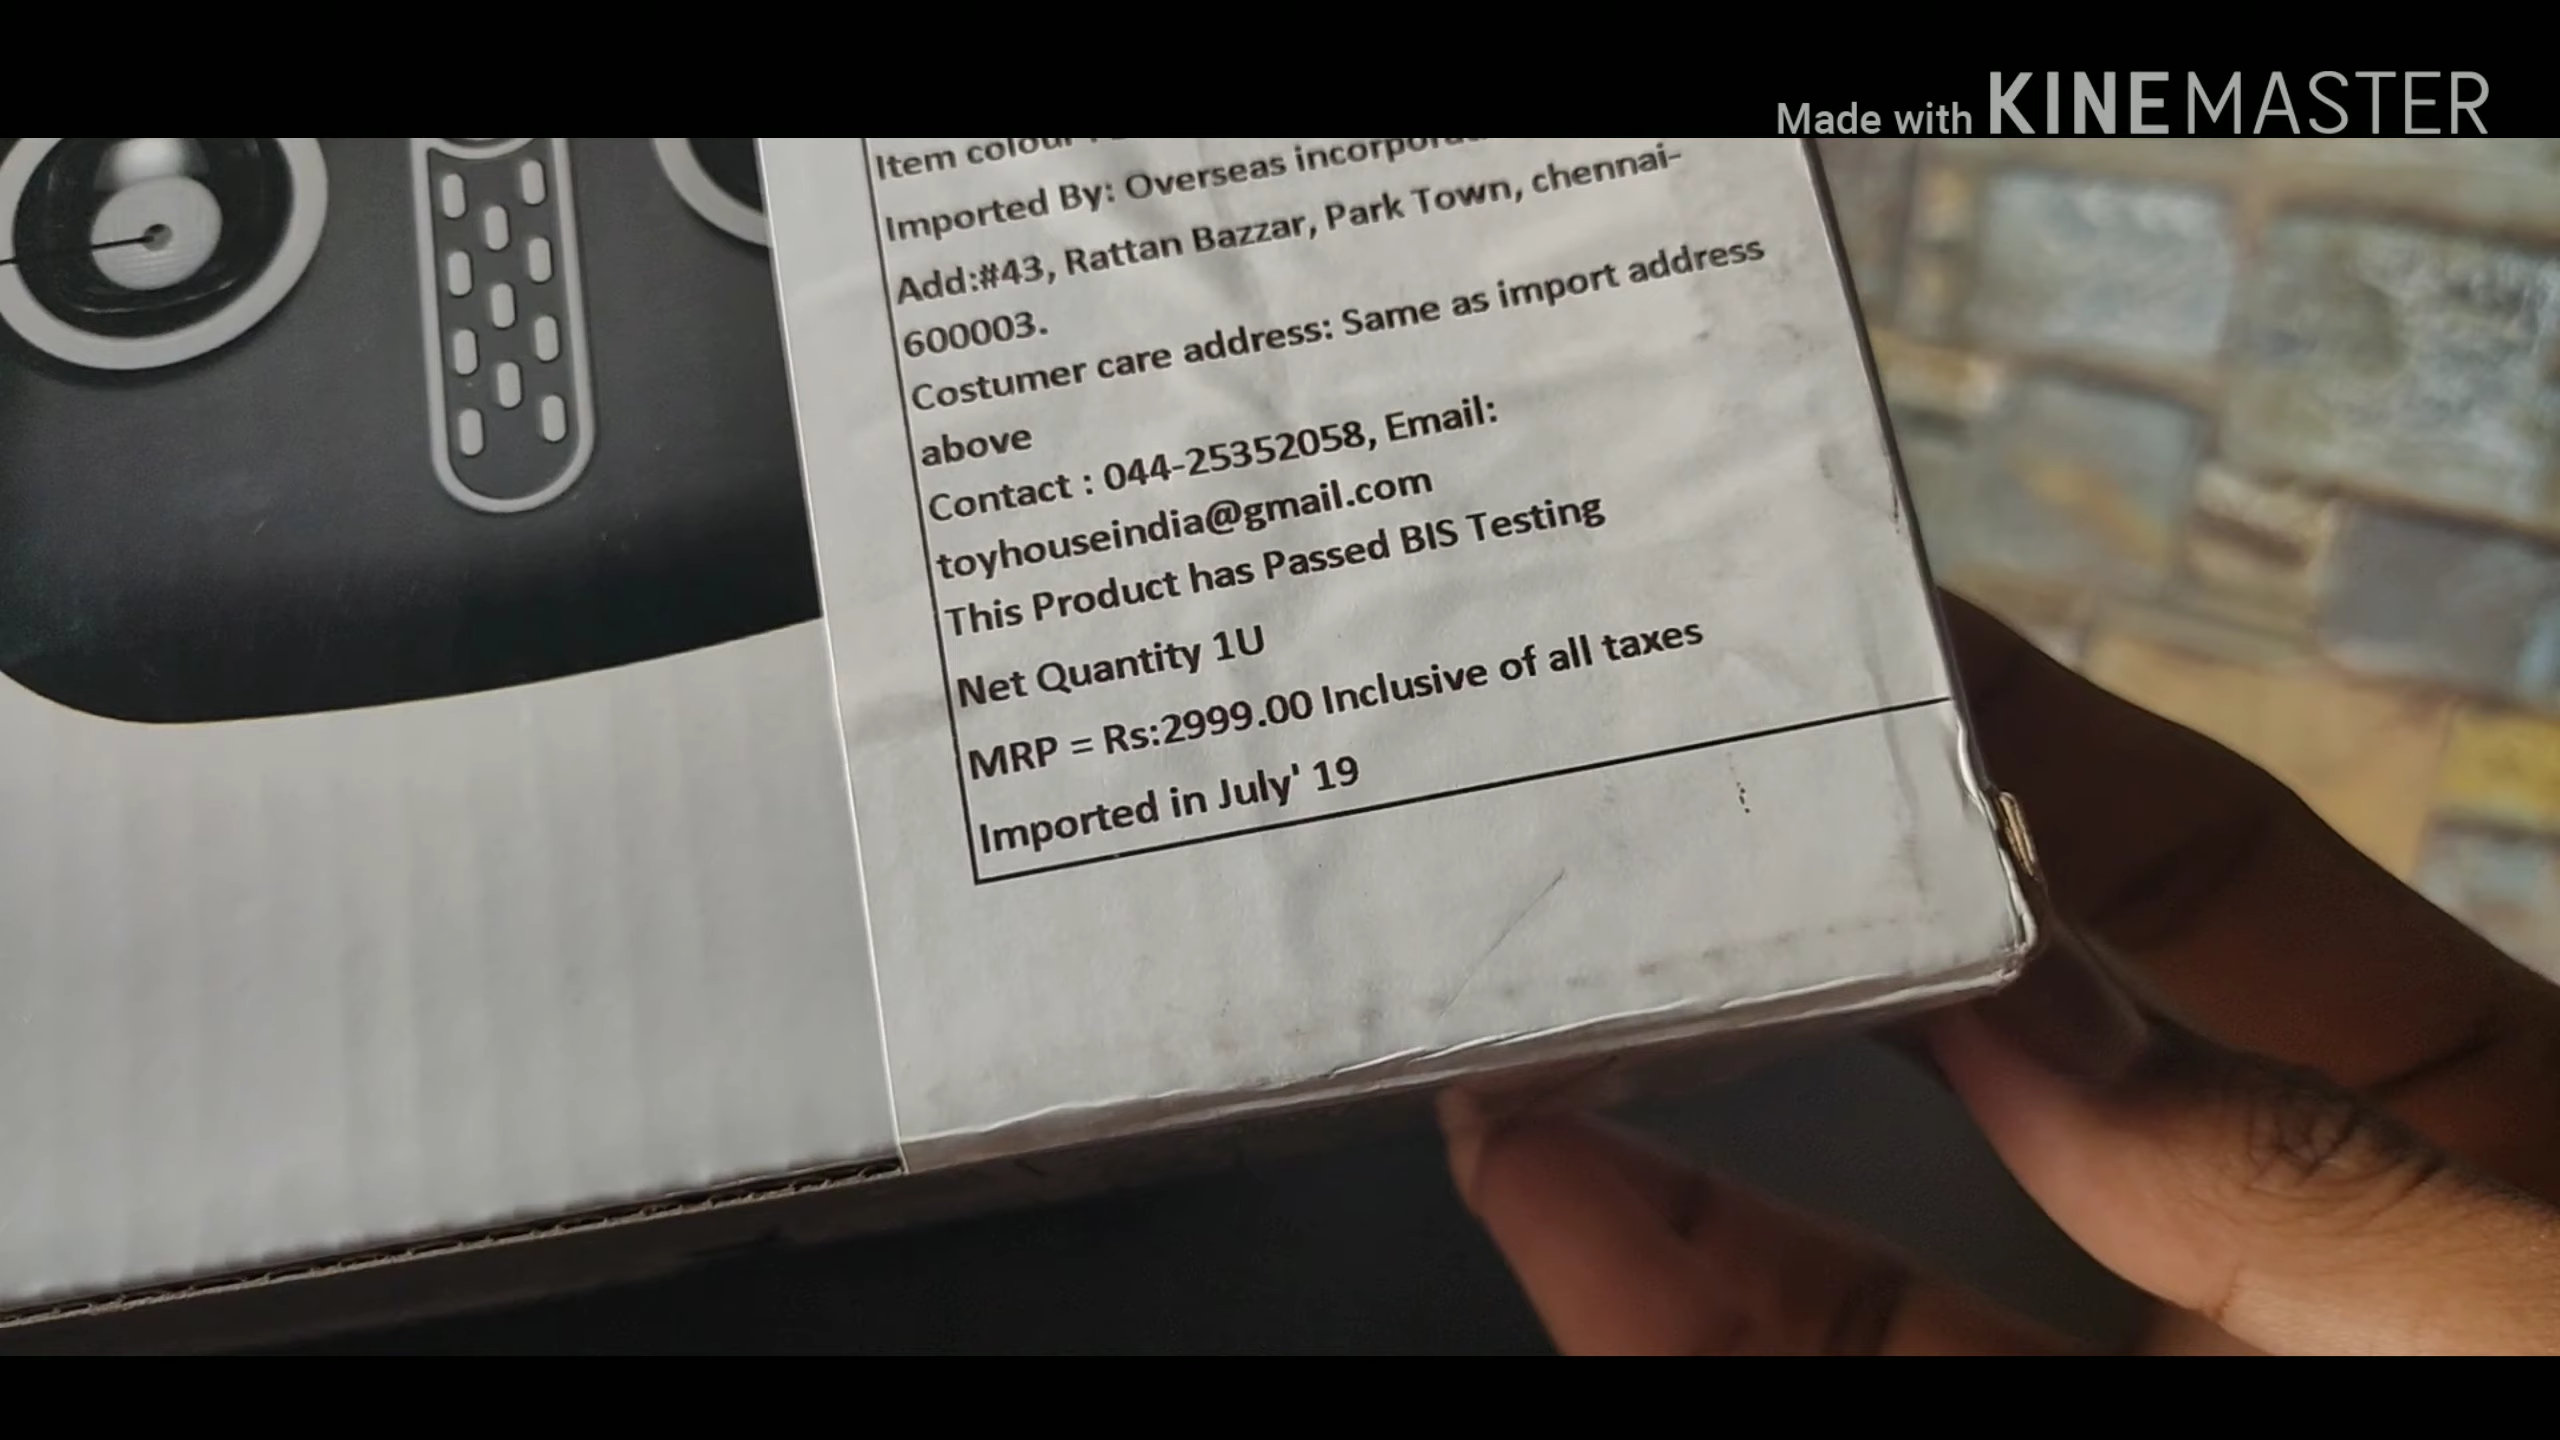 Made with KINEMASTER
Item colour
Imported By: Overseas
Add:#43, Rattan Bazzar, Park Town, chennai-
600003.
Costumer care address: Same as import address
above
Contact : 044-25352058, Email:
toyhouseindia@gmail.com
This Product has Passed BIS Testing
Net Quantity 1U
MRP = Rs:2999.00 Inclusive of all taxes
Imported in July' 19